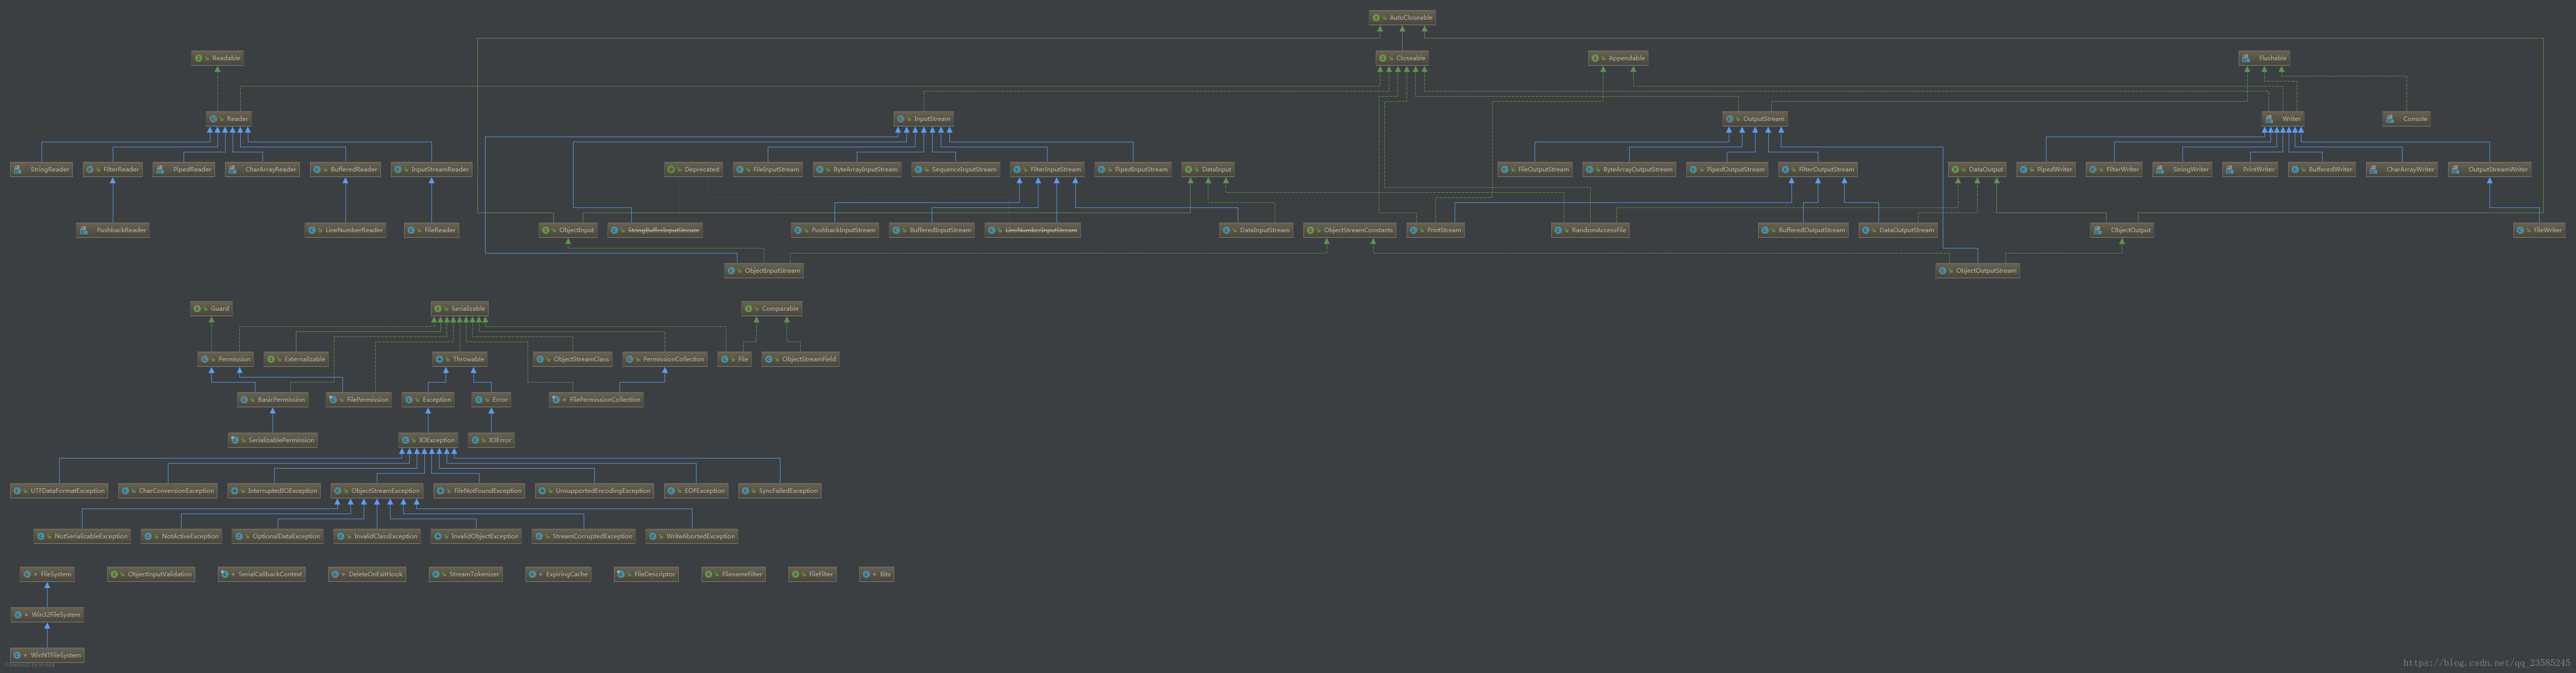 AutoCloseable
Readable
Closeable
Appendable
Flushable
Reader
InputStream
OutputStream
Writer
Console
StringReader
FilterReader
PipedReader
CharArrayReader
BufferedReader
InputStreamReader
Deprecated
FileInputStream
ByteArrayInputStream
SequenceInputStream
FilterInputStream
PipedInputStream
DataInput
FileOutputStream
ByteArrayOutputStream
PipedOutputStream
FilterOutputStream
DataOutput
PipedWriter
FilterWriter
StringWriter
PrintWriter
BufferedWriter
CharArrayWriter
OutputStreamWriter
PushbackReader
LineNumberReader
FileReader
ObjectInput
StringBufferInputStream
PushbackInputStream
BufferedInputStream
LineNumberInputStream
DataInputStream
ObjectStreamConstants
PrintStream
RandomAccessFile
BufferedOutputStream
DataOutputStream
ObjectOutput
FileWriter
ObjectInputStream
ObjectOutputStream
Guard
Serializable
Comparable
Permission
Externalizable
Throwable
ObjectStreamClass
PermissionCollection
File
ObjectStreamField
BasicPermission
FilePermission
Exception
Error
FilePermissionCollection
SerializablePermission
IOException
IOError
UTFDataFormatException
CharConversionException
InterruptedIOException
ObjectStreamException
FileNotFoundException
UnsupportedEncodingException
EOFException
SyncFailedException
NotSerializableException
NotActiveException
OptionalDataException
InvalidClassException
InvalidObjectException
StreamCorruptedException
WriteAbortedException
FileSystem
ObjectInputValidation
SerialCallbackContext
DeleteOnExitHook
StreamTokenizer
ExpiringCache
FileDescriptor
FilenameFilter
FileFilter
Bits
Win32FileSystem
WinNTFileSystem
https://blog.csdn.net/qq_23585245